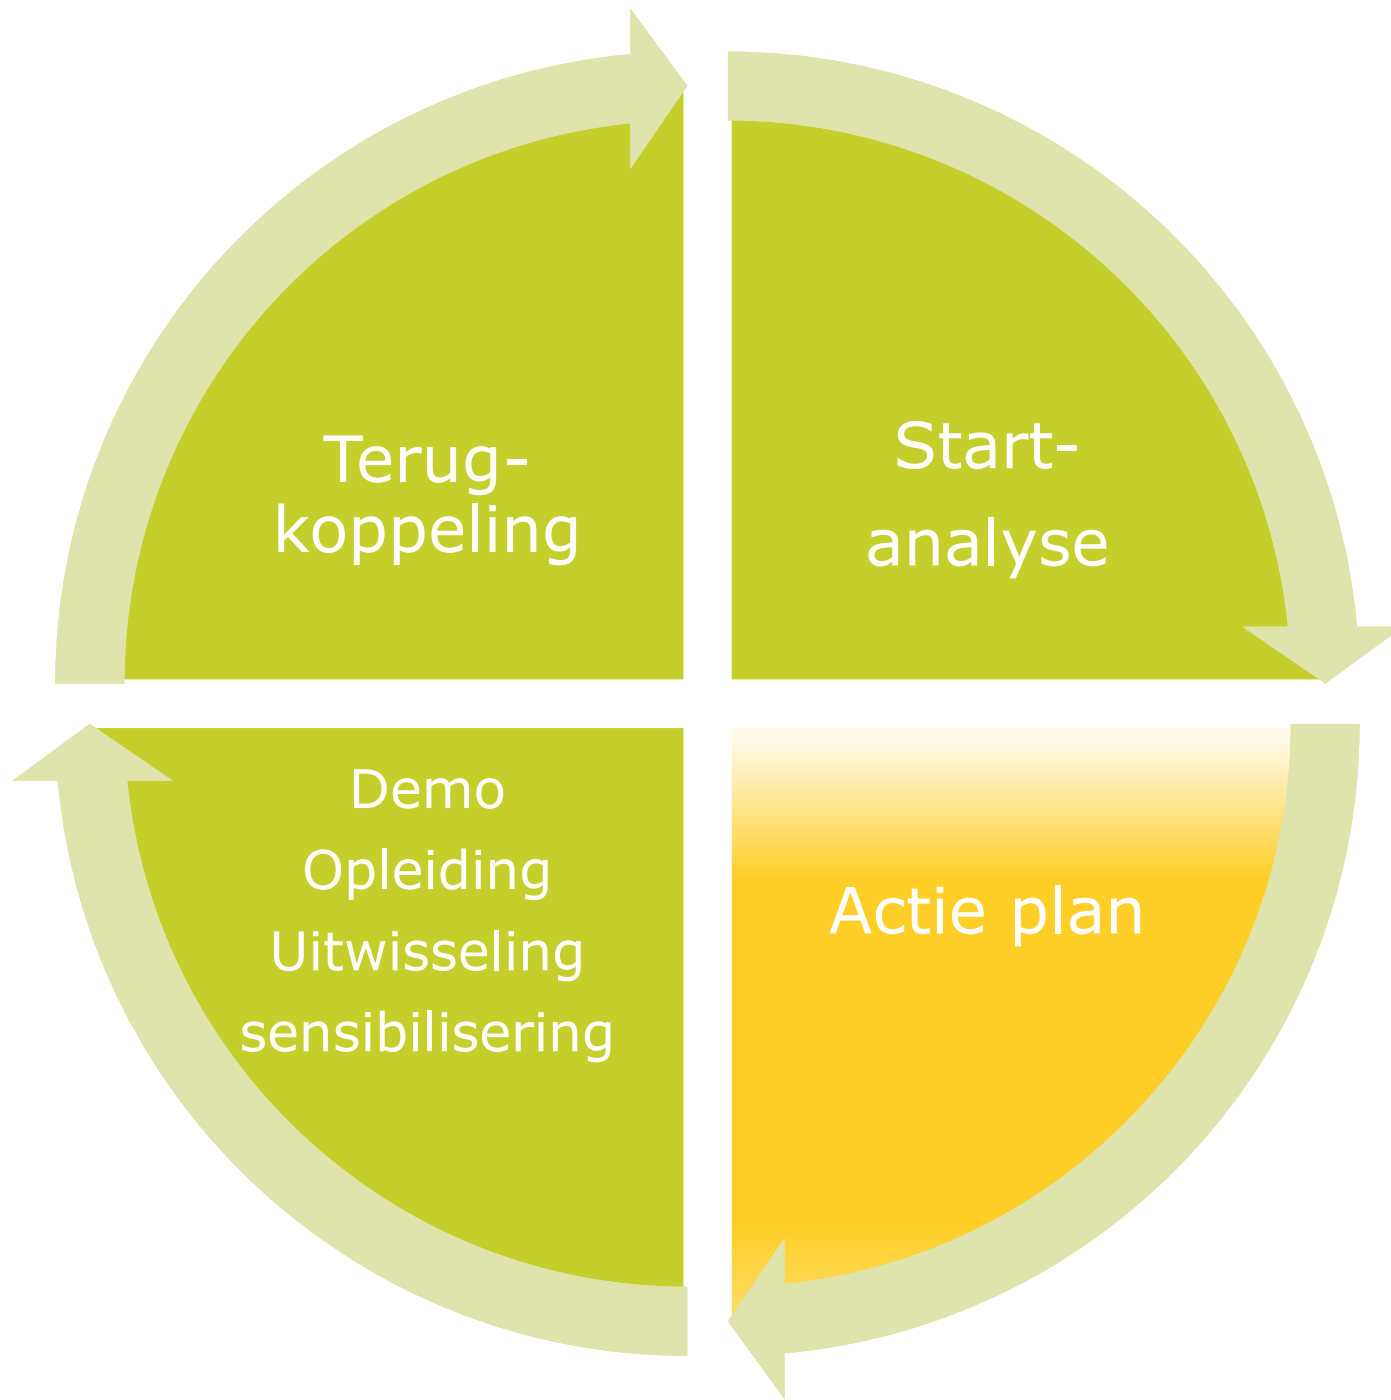 Terug-
koppeling
Start-
analyse
Demo
Opleiding
Uitwisseling
sensibilisering
Actie plan